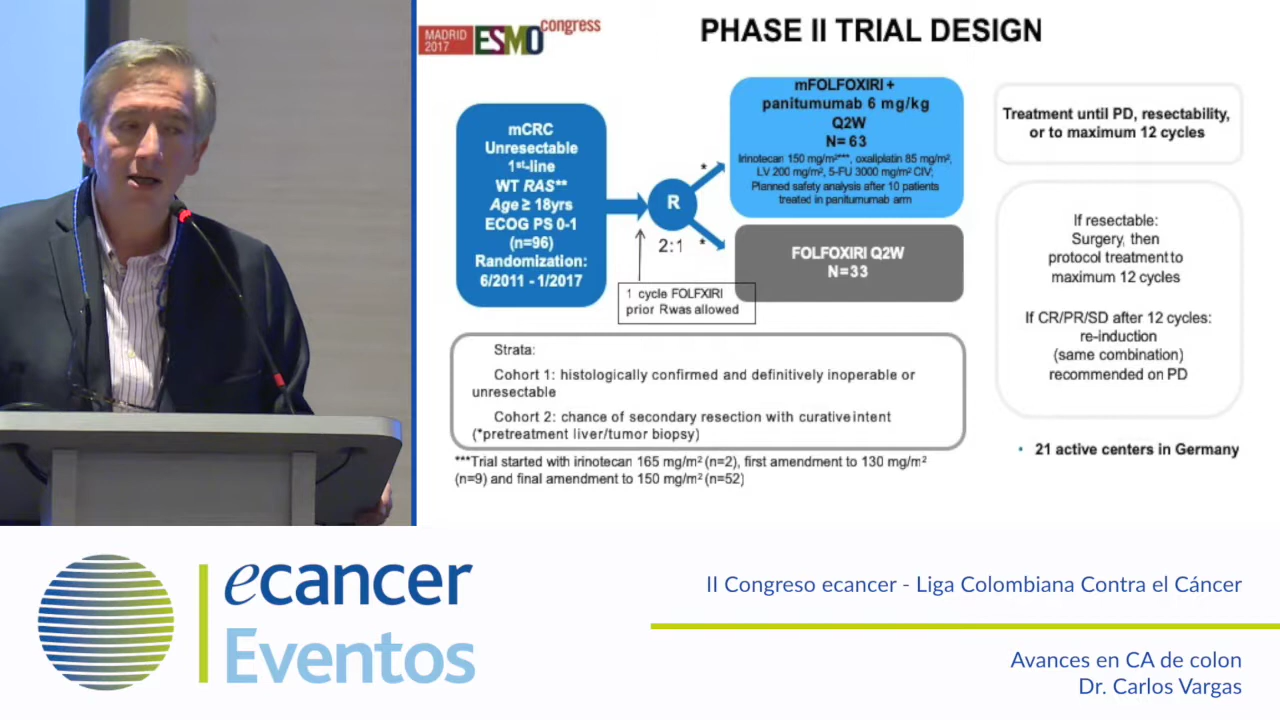 MADRID
2017
ESMO
congress
PHASE II TRIAL DESIGN
mCRC
Unresectable
1st-line
WT RAS**
Age ≥ 18yrs
ECOG PS 0-1
(n=96)
Randomization:
6/2011 - 1/2017
R
2:1
*
*
1 cycle FOLFXIRI
prior Rwas allowed
mFOLFOXIRI +
panitumumab 6 mg/kg
Q2W
N= 63
Irinotecan 150 mg/m²***, oxaliplatin 85 mg/m²,
LV 200 mg/m², 5-FU 3000 mg/m² CIV;
Planned safety analysis after 10 patients
treated in panitumumab arm
FOLFOXIRI Q2W
N=33
Treatment until PD, resectability,
or to maximum 12 cycles
If resectable:
Surgery, then
protocol treatment to
maximum 12 cycles
If CR/PR/SD after 12 cycles:
re-induction
(same combination)
recommended on PD
Strata:
Cohort 1: histologically confirmed and definitively inoperable or
unresectable
Cohort 2: chance of secondary resection with curative intent
(*pretreatment liver/tumor biopsy)
***Trial started with irinotecan 165 mg/m² (n=2), first amendment to 130 mg/m²
(n=9) and final amendment to 150 mg/m² (n=52)
• 21 active centers in Germany
ecancer
Eventos
II Congreso ecancer - Liga Colombiana Contra el Cáncer
Avances en CA de colon
Dr. Carlos Vargas